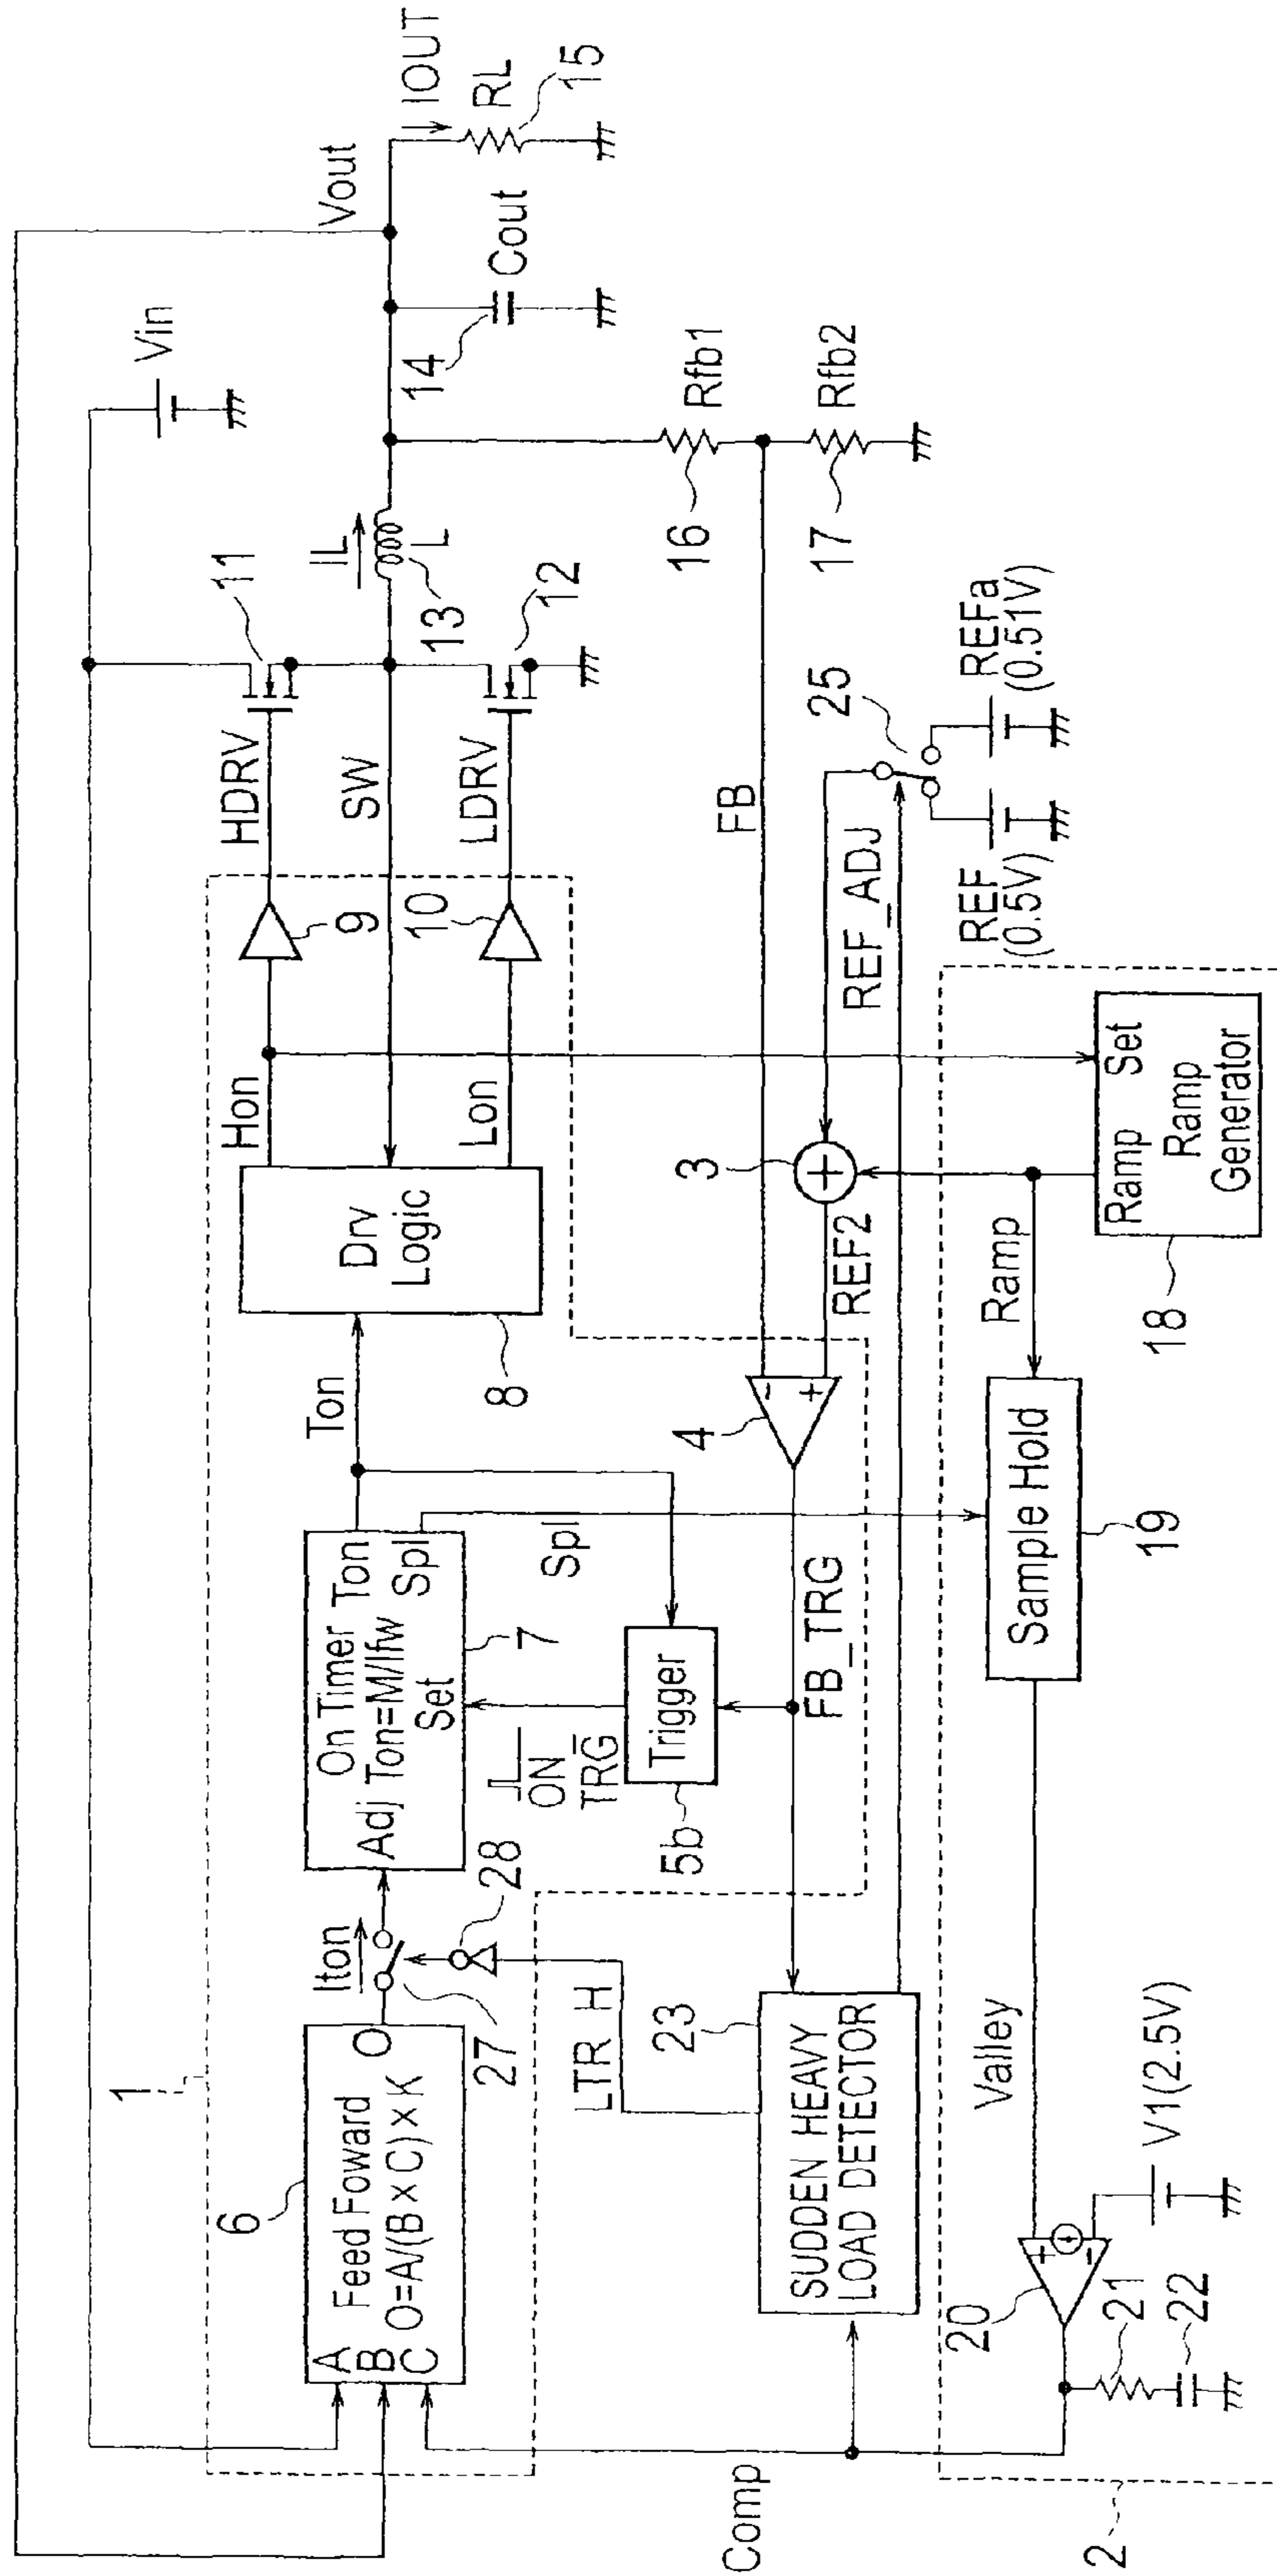 1
Vin
Vout
IOUT
RL
15
Cout
14
6
Feed Foward
O=A/(B×C)×K
A
B
C
O
Iton
27
28
On Timer
Ton=M/Ifw
Adj
Ton
Spl
Set
7
Ton
Drv
Logic
8
Hon
Lon
9
10
HDRV
SW
LDRV
11
12
IL
L
13
Rfb1
16
Rfb2
17
ON_
TRG
Trigger
5b
Spl
4
-
+
FB
FB_TRG
REF2
3
+
REF_ADJ
25
REF
(0.5V)
REFa
(0.51V)
LTR_H
23
SUDDEN HEAVY
LOAD DETECTOR
Comp
2
20
+
-
21
22
V1(2.5V)
Valley
Sample Hold
19
Ramp
Ramp Set
Ramp
Generator
18